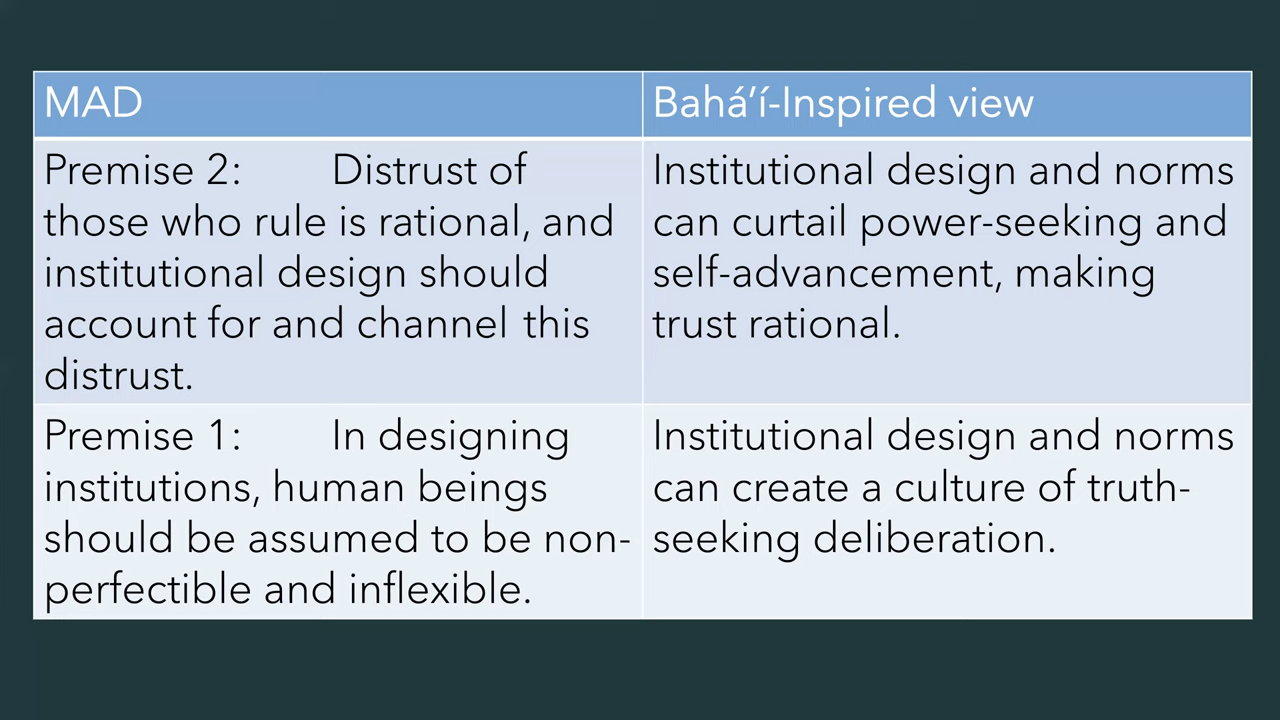 MAD
Bahá’í-Inspired view
Premise 2: Distrust of
those who rule is rational, and
institutional design should
account for and channel this
distrust.
Institutional design and norms
can curtail power-seeking and
self-advancement, making
trust rational.
Premise 1: In designing
institutions, human beings
should be assumed to be non-
perfectible and inflexible.
Institutional design and norms
can create a culture of truth-
seeking deliberation.